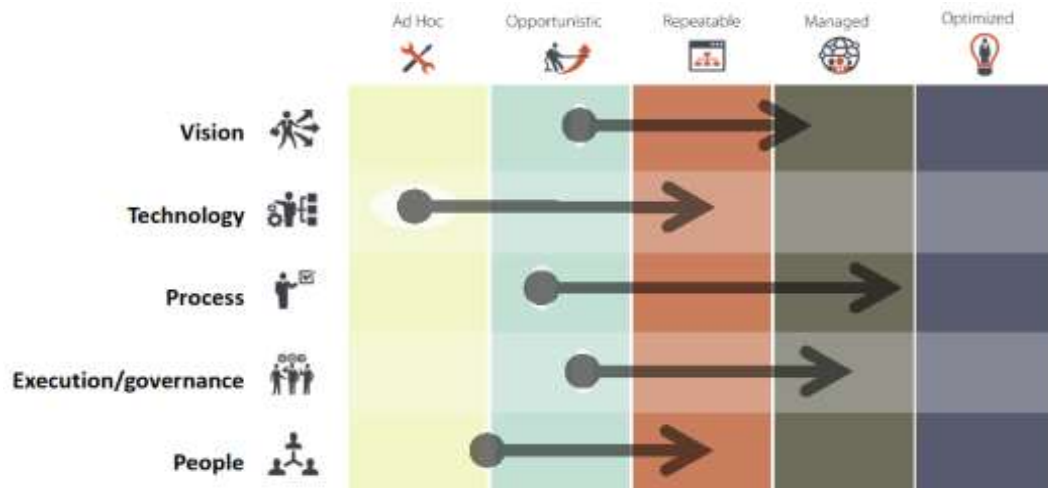 Ad Hoc
Opportunistic
Repeatable
Managed
Optimized
Vision
Technology
Process
Execution/governance
People